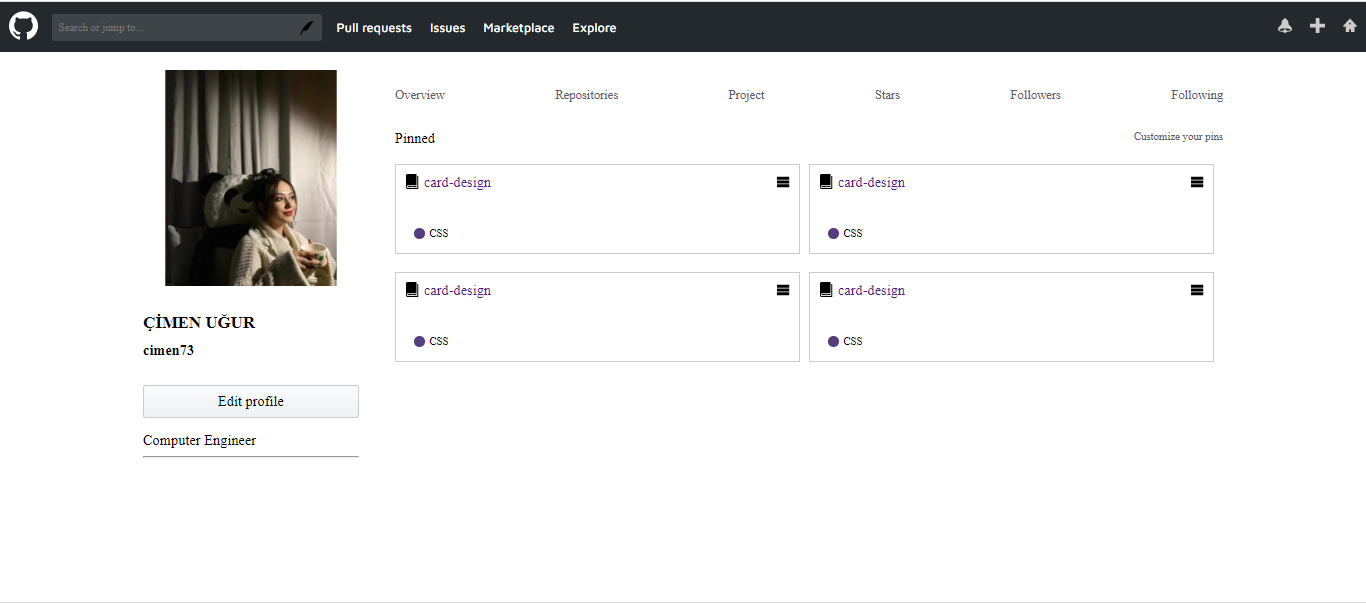 Search or jump to... Pull requests Issues Marketplace Explore
Overview Repositories Project Stars Followers Following
Pinned Customize your pins
card-design card-design
CSS CSS
card-design card-design
CSS CSS
ÇİMEN UĞUR
cimen73
Edit profile
Computer Engineer